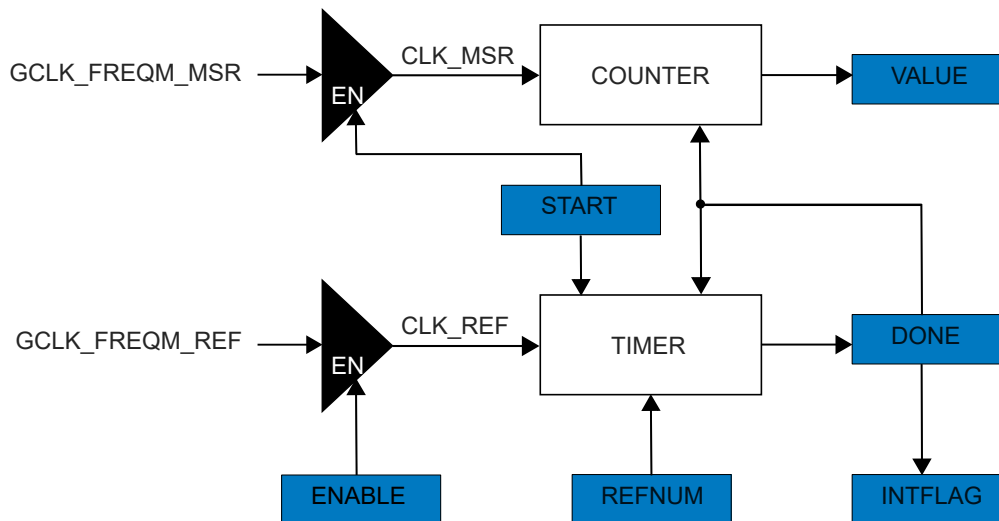 GCLK_FREQM_MSR
EN
CLK_MSR
COUNTER
VALUE
START
GCLK_FREQM_REF
EN
CLK_REF
TIMER
DONE
ENABLE
REFNUM
INTFLAG